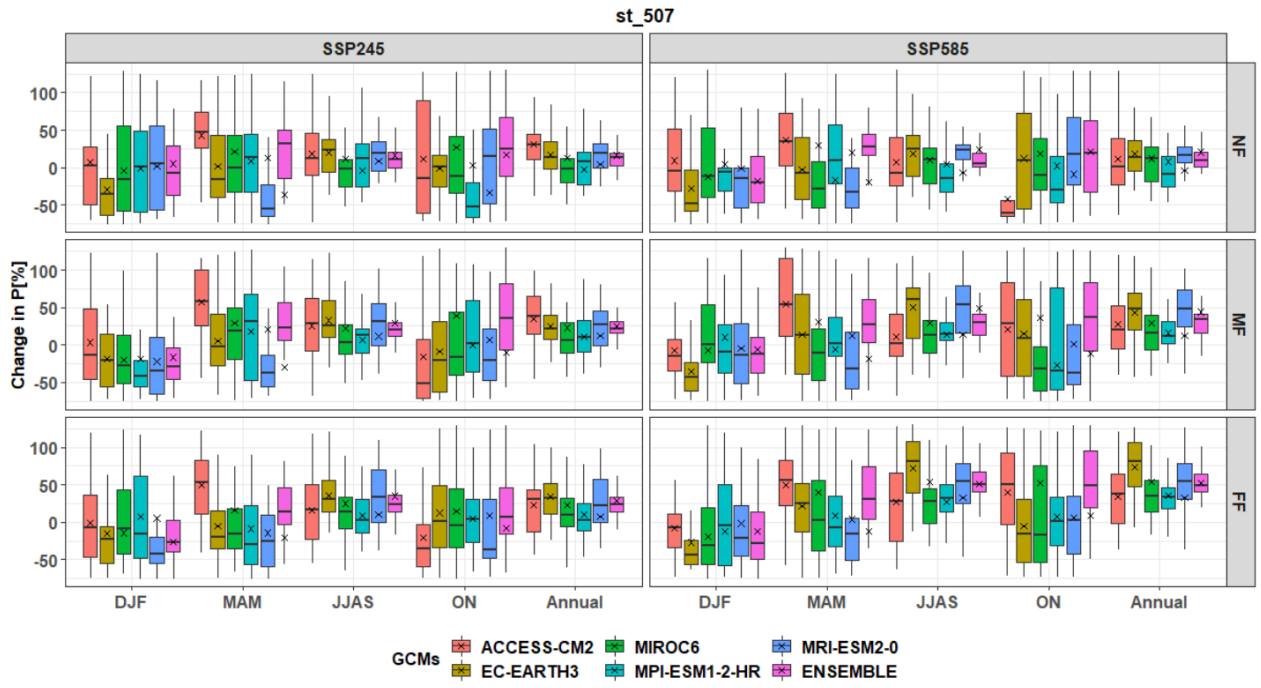 st_507
SSP245 SSP585
Change in P[%]
100
50
0
-50
NF
100
50
0
-50
MF
100
50
0
-50
FF
DJF MAM JJAS ON Annual DJF MAM JJAS ON Annual
GCMs
ACCESS-CM2 MIROC6 MRI-ESM2-0
EC-EARTH3 MPI-ESM1-2-HR ENSEMBLE